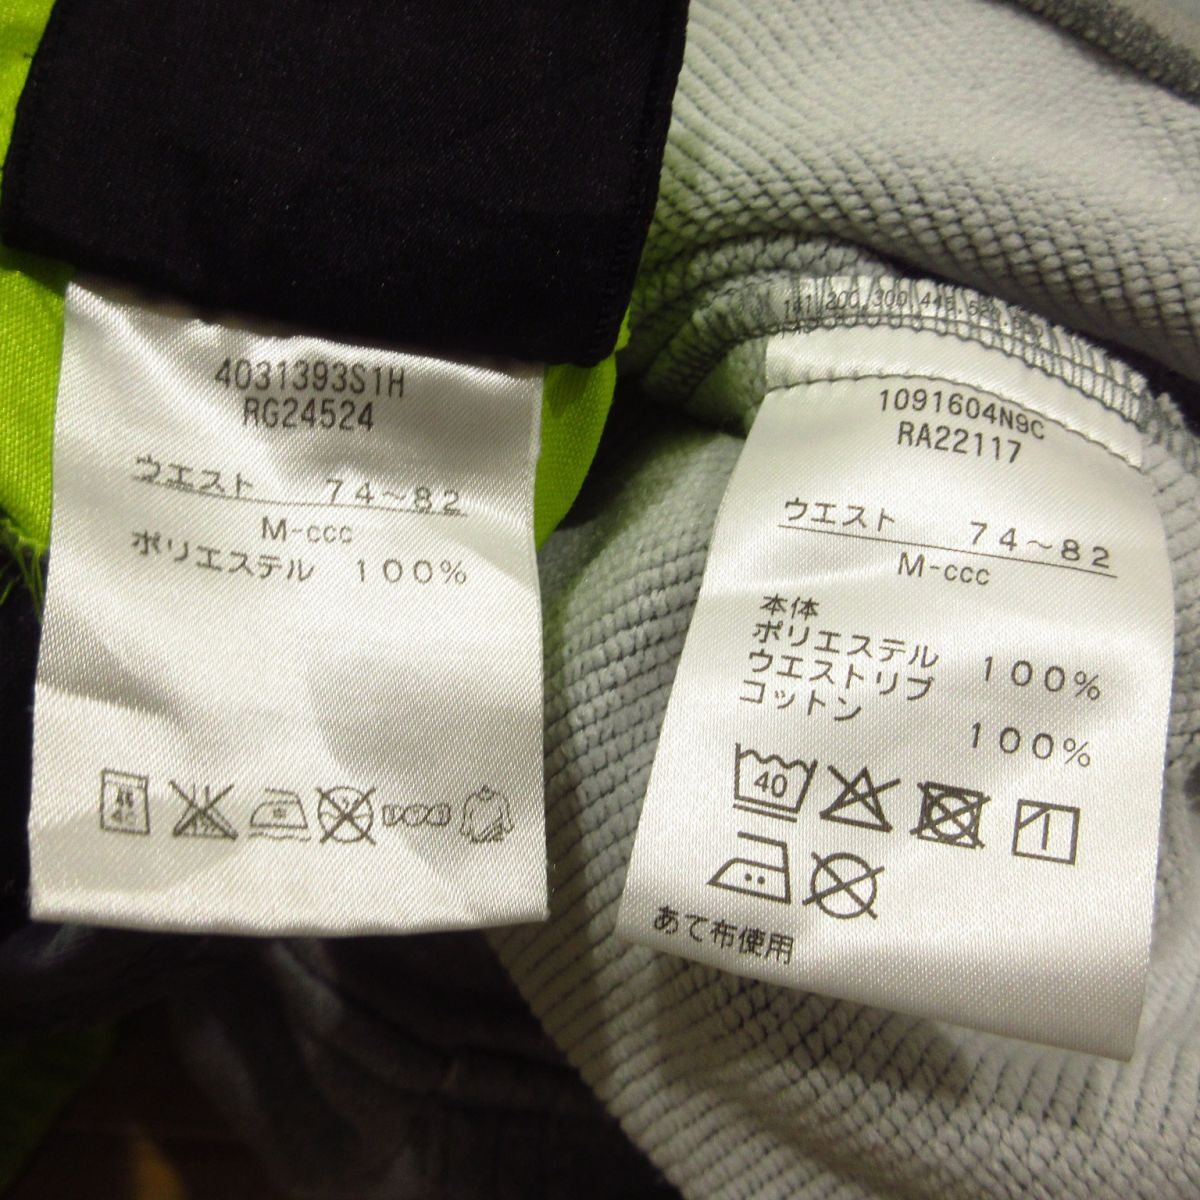 4031393S1H
RG24524
ウエスト 74～82
M-ccc
ポリエステル 100%
1091604N9C
RA22117
ウエスト 74～82
M-ccc
本体
ポリエステル 100%
ウエストリブ
コットン 100%
40
あて布使用